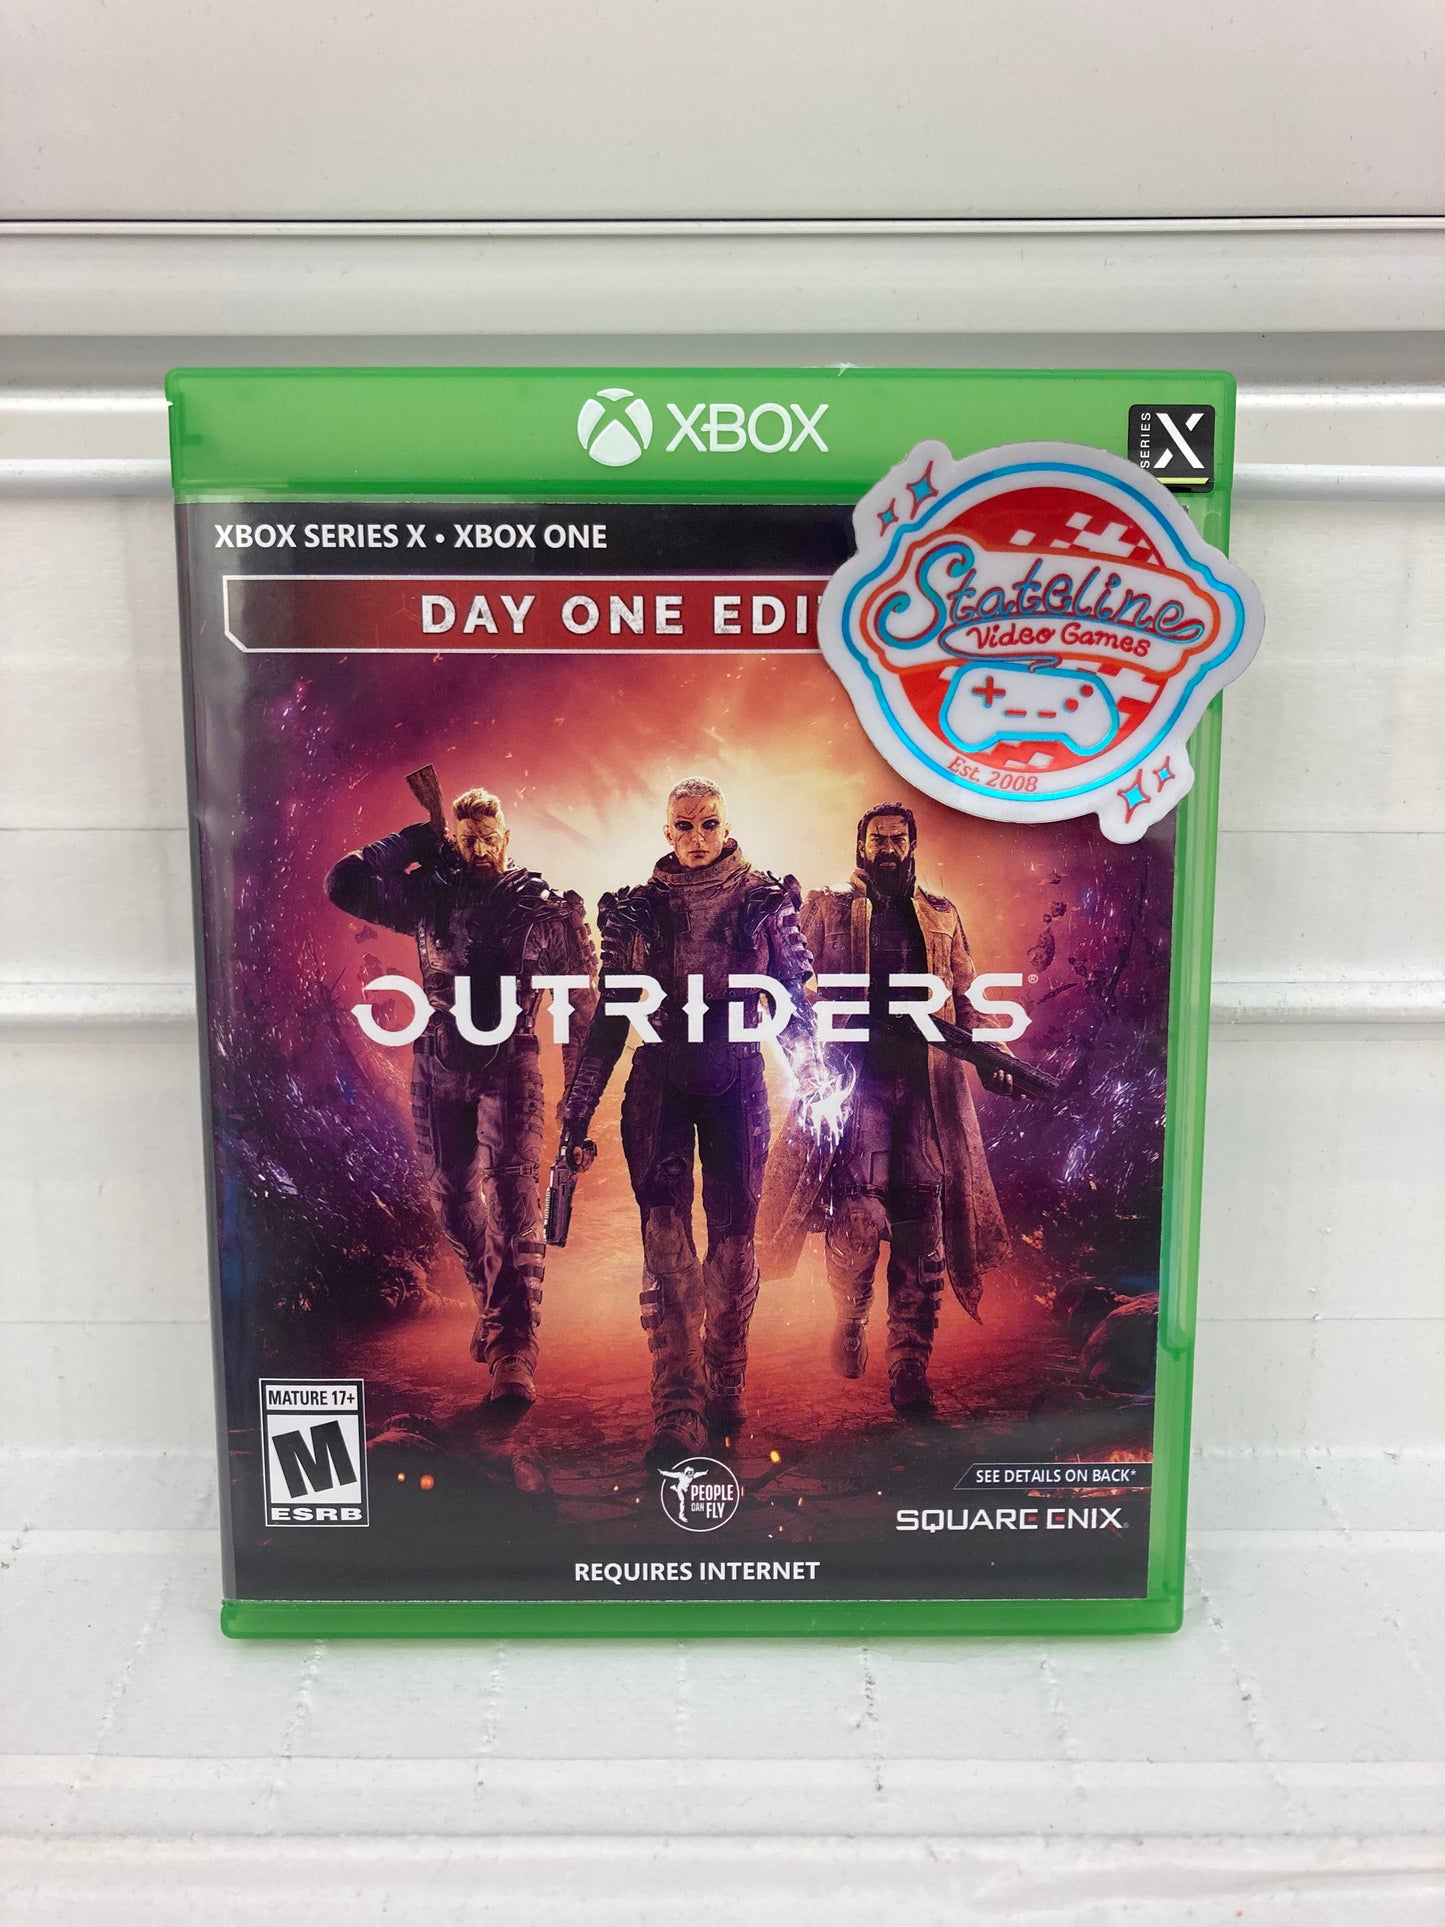 XBOX
SERIES X
XBOX SERIES X • XBOX ONE
DAY ONE EDI
Stateline
Video Games
Est. 2008
OUTRIDERS®
MATURE 17+
M
ESRB
PEOPLE
CAN FLY
SEE DETAILS ON BACK*
SQUARE ENIX®
REQUIRES INTERNET